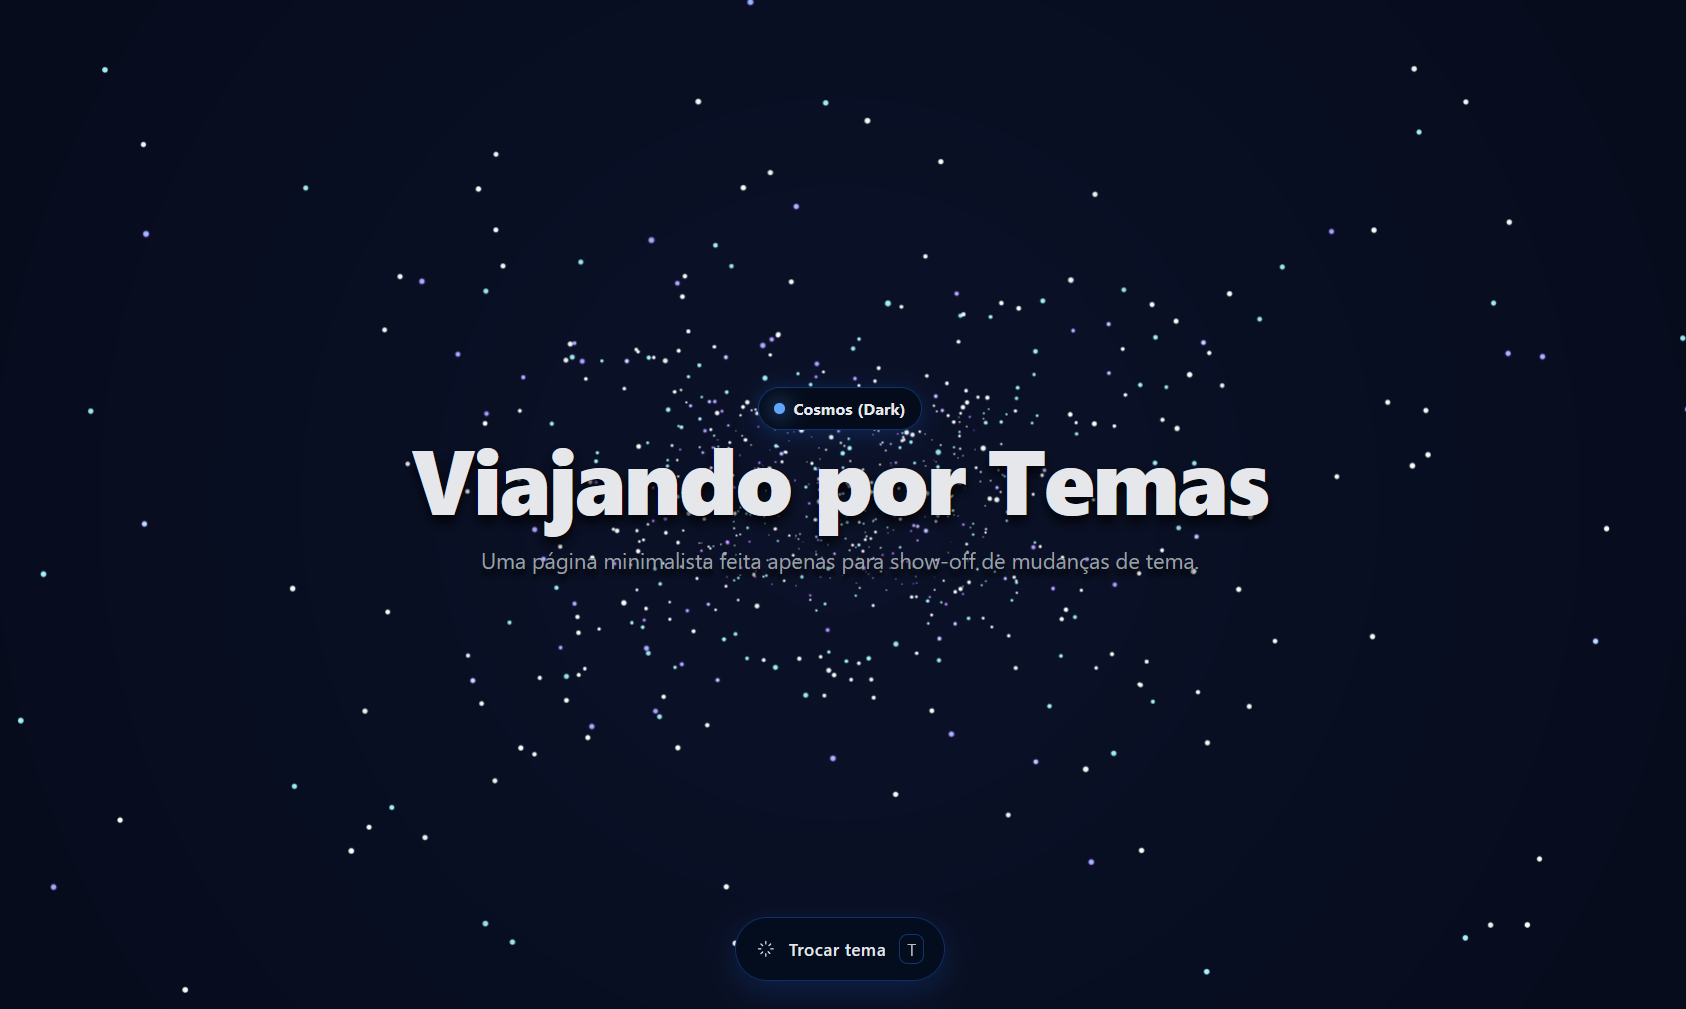 Cosmos (Dark)
Viajando por Temas
Uma página minimalista feita apenas para show-off de mudanças de tema.
Trocar tema T